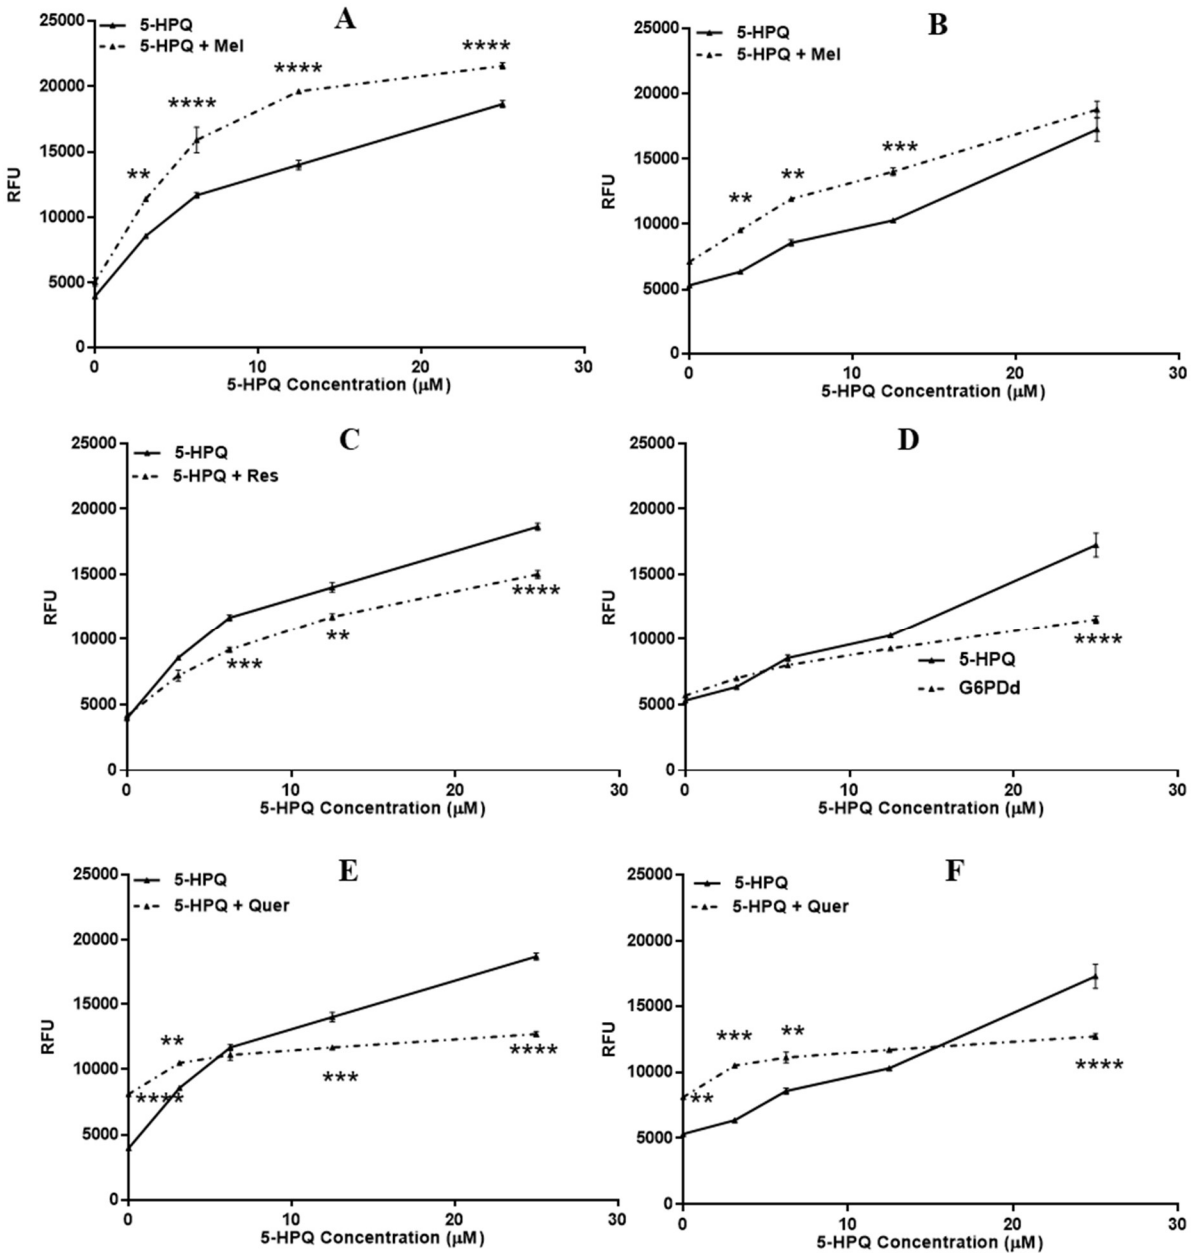 A
5-HPQ
5-HPQ + Mel
25000
20000
15000
10000
5000
0
RFU
**
****
****
****
0 10 20 30
5-HPQ Concentration (μM)
B
5-HPQ
5-HPQ + Mel
25000
20000
15000
10000
5000
0
RFU
**
**
***
0 10 20 30
5-HPQ Concentration (μM)
C
5-HPQ
5-HPQ + Res
25000
20000
15000
10000
5000
0
RFU
***
**
****
0 10 20 30
5-HPQ Concentration (μM)
D
25000
20000
15000
10000
5000
0
RFU
****
5-HPQ
G6PDd
0 10 20 30
5-HPQ Concentration (μM)
E
5-HPQ
5-HPQ + Quer
25000
20000
15000
10000
5000
0
RFU
**
****
***
****
0 10 20 30
5-HPQ Concentration (μM)
F
5-HPQ
5-HPQ + Quer
25000
20000
15000
10000
5000
0
RFU
***
**
**
****
0 10 20 30
5-HPQ Concentration (μM)